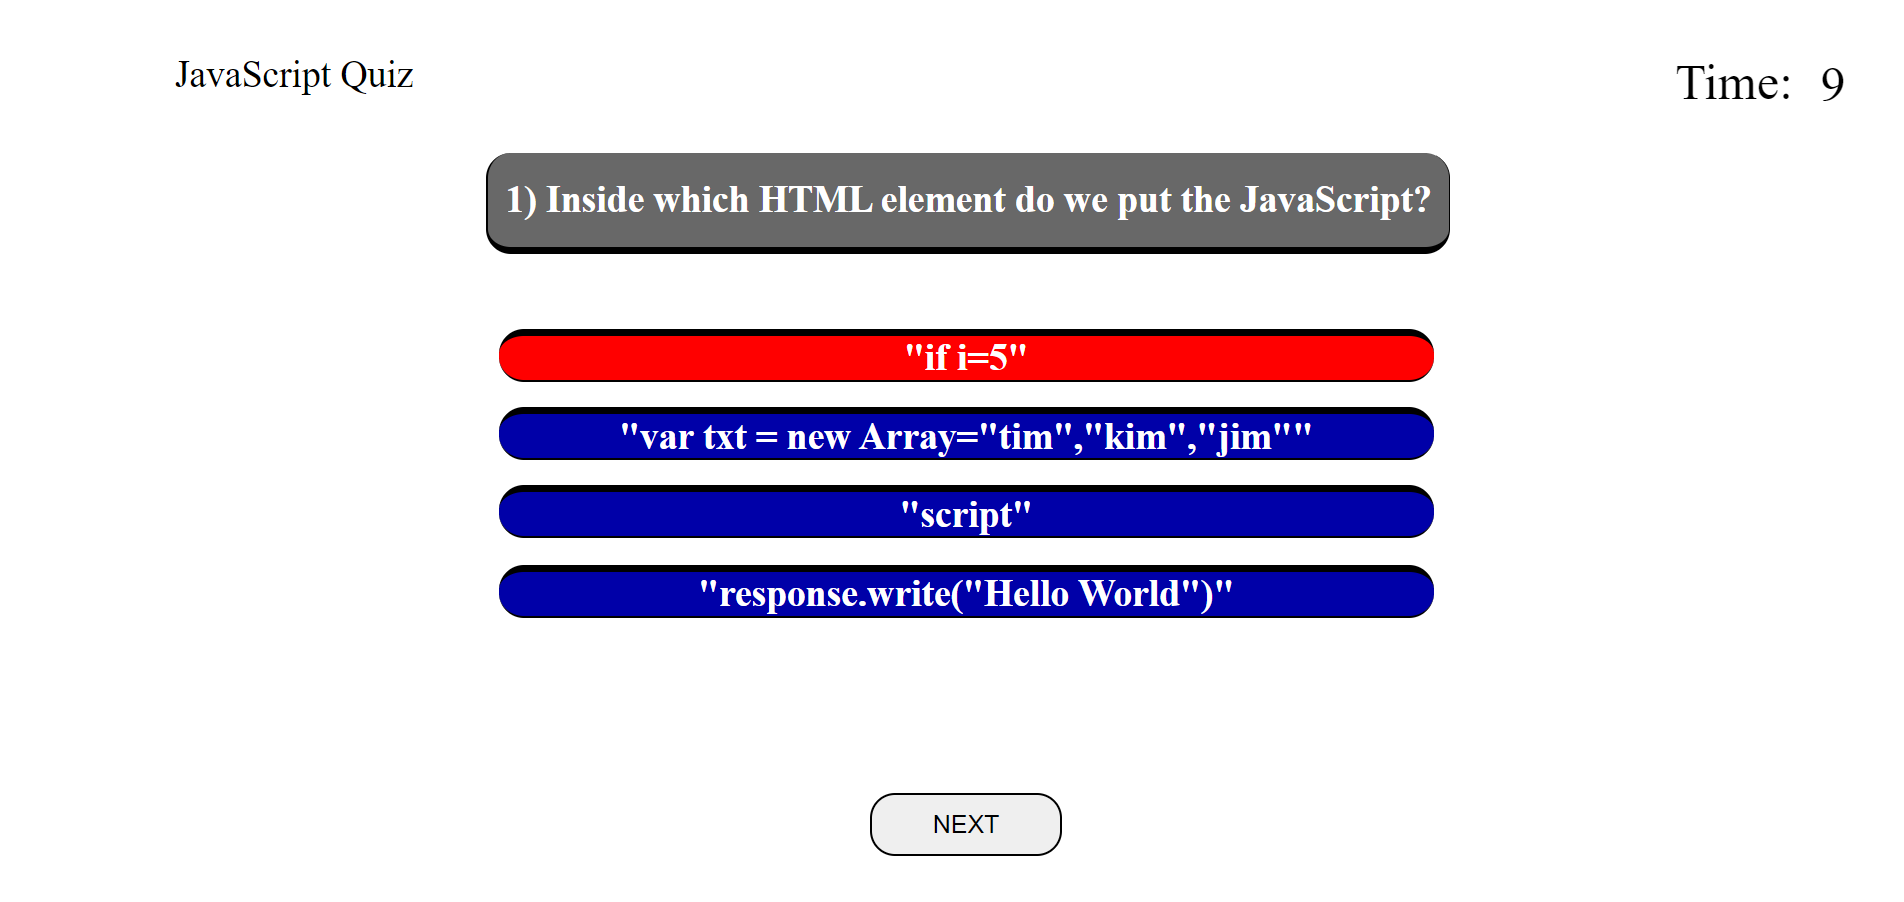 JavaScript Quiz
Time: 9
1) Inside which HTML element do we put the JavaScript?
"if i=5"
"var txt = new Array="tim","kim","jim""
"script"
"response.write("Hello World")"
NEXT